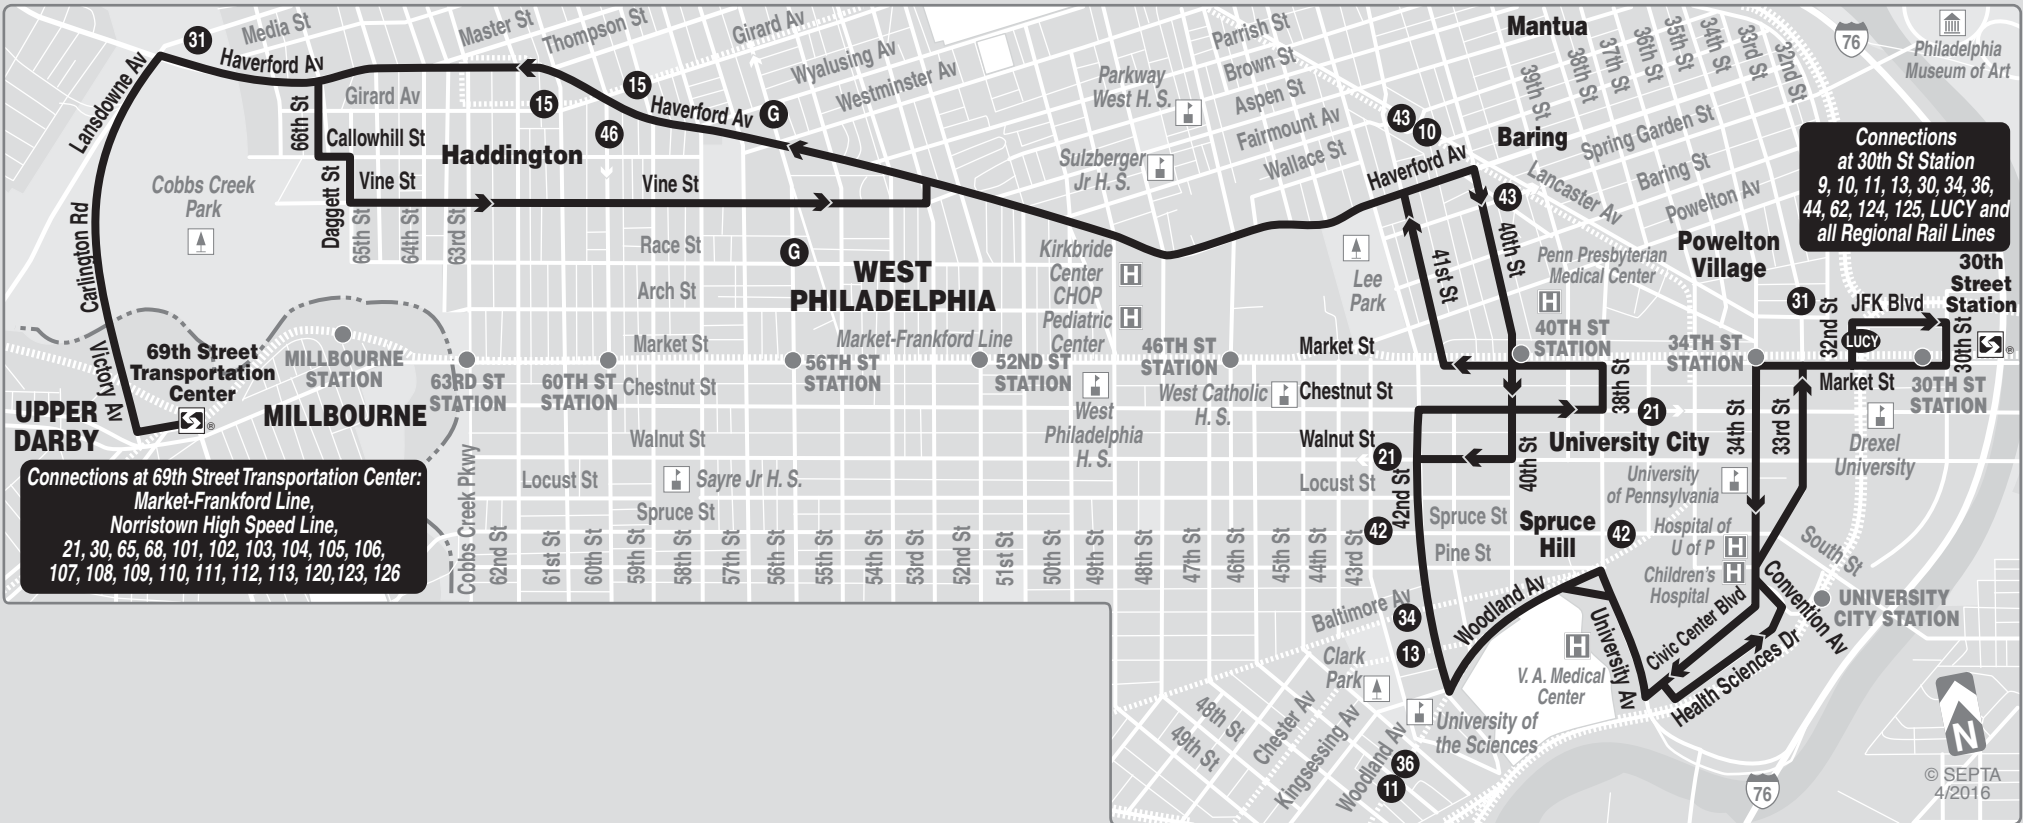 31
Media St
Master St
Thompson St
Girard Av
Wyalusing Av
Westminster Av
Parrish St
Brown St
Aspen St
Fairmount Av
Wallace St
Mantua
39th St
38th St
37th St
36th St
35th St
34th St
33rd St
32nd St
76
Philadelphia
Museum of Art
Lansdowne Av
Haverford Av
15
15
Haverford Av
G
Girard Av
66th St
Callowhill St
46
Haddington
Parkway
West H. S.
Sulzberger
Jr H. S.
43
10
Haverford Av
Baring
Spring Garden St
Baring St
Lancaster Av
Powelton Av
Connections
at 30th St Station
9, 10, 11, 13, 30, 34, 36,
44, 62, 124, 125, LUCY and
all Regional Rail Lines
Cobbs Creek
Park
Daggett St
Vine St
Vine St
65th St
64th St
63rd St
Race St
G
Arch St
WEST
PHILADELPHIA
Kirkbride
Center
CHOP
Pediatric
Center
H
H
Lee
Park
41st St
40th St
43
Penn Presbyterian
Medical Center
H
Powelton
Village
30th
Street
Station
31
32nd St
JFK Blvd
LUCY
30th St
®
Carlington Rd
Victory Av
69th Street
Transportation
Center
®
UPPER
DARBY
MILLBOURNE
STATION
MILLBOURNE
63RD ST
STATION
60TH ST
STATION
Market St
Market-Frankford Line
56TH ST
STATION
52ND ST
STATION
46TH ST
STATION
Market St
40TH ST
STATION
34TH ST
STATION
Market St
30TH ST
STATION
Chestnut St
West
Philadelphia
H. S.
West Catholic
H. S.
Chestnut St
38th St
21
34th St
33rd St
Drexel
University
Walnut St
Walnut St
21
University City
40th St
Connections at 69th Street Transportation Center:
Market-Frankford Line,
Norristown High Speed Line,
21, 30, 65, 68, 101, 102, 103, 104, 105, 106,
107, 108, 109, 110, 111, 112, 113, 120,123, 126
Cobbs Creek Pkwy
Locust St
Sayre Jr H. S.
Spruce St
Locust St
42nd St
University
of Pennsylvania
Spruce St
Spruce
Hill
42
Hospital of
U of P
H
South St
62nd St
61st St
60th St
59th St
58th St
57th St
56th St
55th St
54th St
53rd St
52nd St
51st St
50th St
49th St
48th St
47th St
46th St
45th St
44th St
43rd St
42
Pine St
Children's
Hospital
H
Convention Av
UNIVERSITY
CITY STATION
Baltimore Av
34
13
Woodland Av
University Av
Civic Center Blvd
Health Sciences Dr
Clark
Park
H
V. A. Medical
Center
48th St
49th St
Chester Av
Kingsessing Av
Woodland Av
University of
the Sciences
36
11
76
N
© SEPTA
4/2016